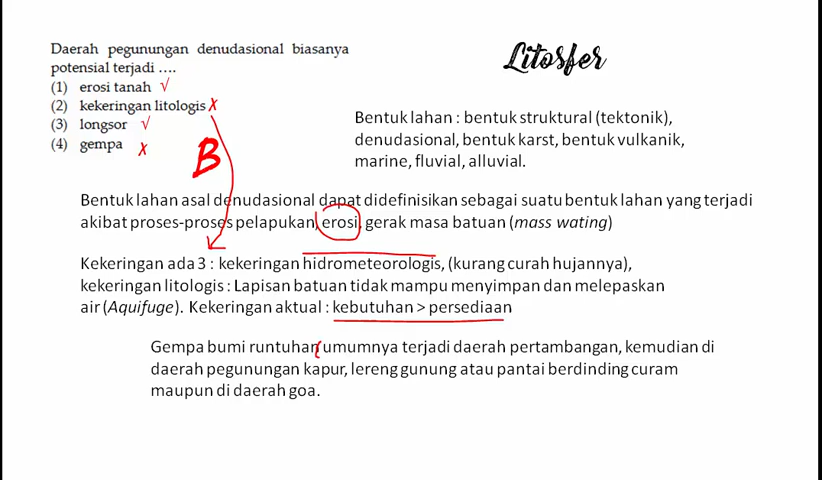 Daerah pegunungan denudasional biasanya
potensial terjadi ....
(1) erosi tanah √
(2) kekeringan litologis x
(3) longsor √
(4) gempa x
B
Litosfer
Bentuk lahan : bentuk struktural (tektonik),
denudasional, bentuk karst, bentuk vulkanik,
marine, fluvial, alluvial.
Bentuk lahan asal denudasional dapat didefinisikan sebagai suatu bentuk lahan yang terjadi
akibat proses-proses pelapukan, erosi, gerak masa batuan (mass wating)
Kekeringan ada 3 : kekeringan hidrometeorologis, (kurang curah hujannya),
kekeringan litologis : Lapisan batuan tidak mampu menyimpan dan melepaskan
air (Aquifuge). Kekeringan aktual : kebutuhan > persediaan
Gempa bumi runtuhan umumnya terjadi daerah pertambangan, kemudian di
daerah pegunungan kapur, lereng gunung atau pantai berdinding curam
maupun di daerah goa.